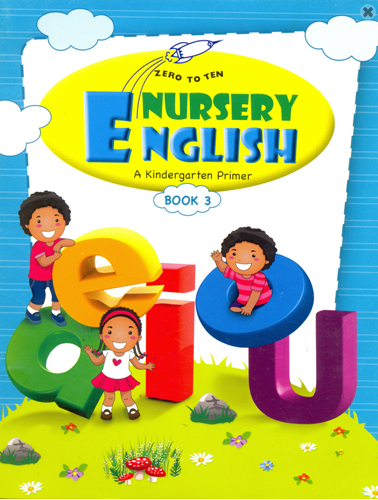 ZERO TO TEN
NURSERY
ENGLISH
A Kindergarten Primer
BOOK 3
e o
a i u